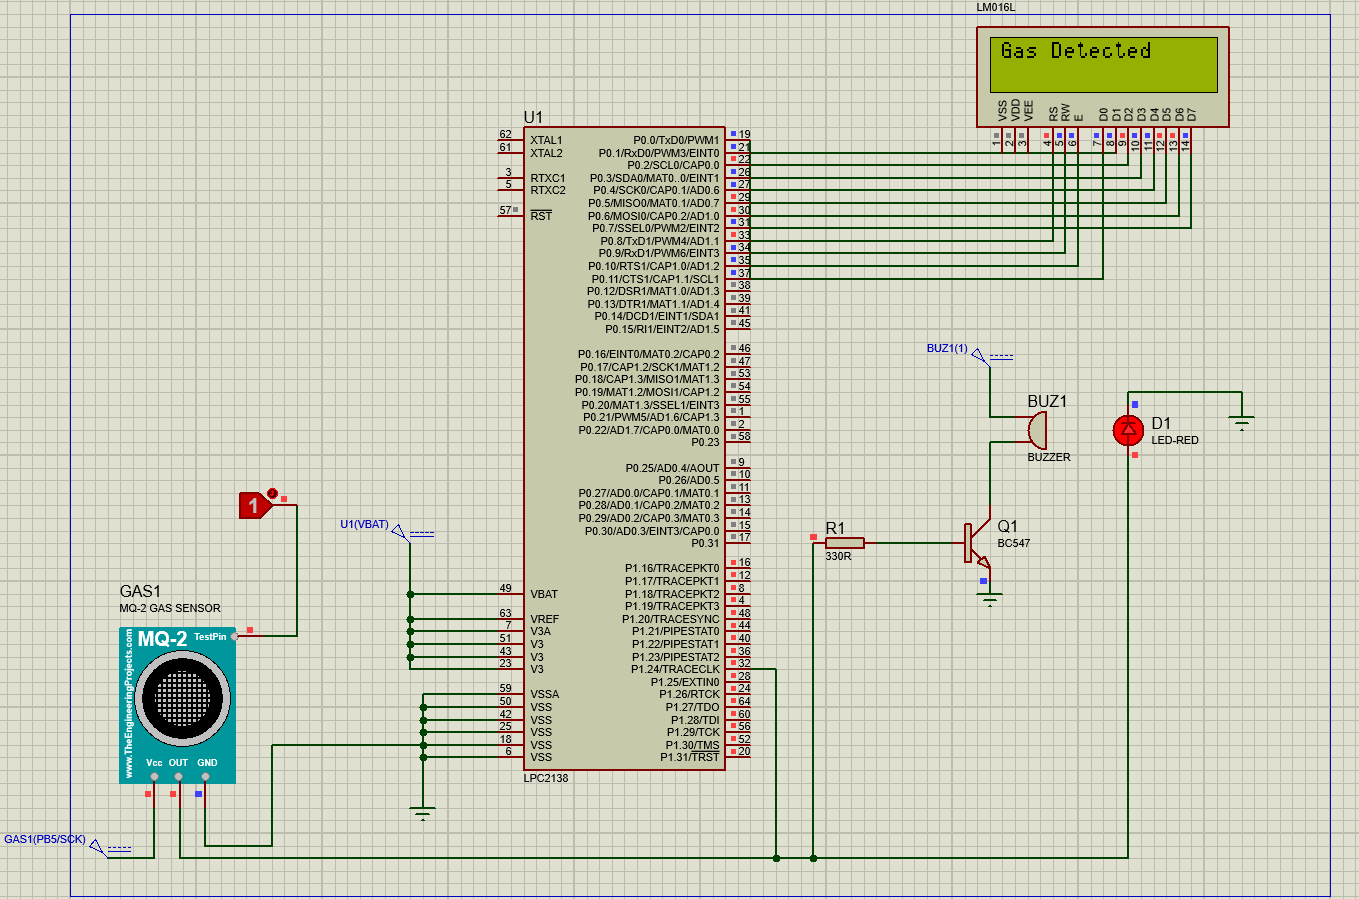 LM016L
Gas Detected
VSS
VDD
VEE
RS
RW
E
D0
D1
D2
D3
D4
D5
D6
D7
1
2
3
4
5
6
7
8
9
10
11
12
13
14
U1
62 XTAL1
61 XTAL2
3 RTXC1
5 RTXC2
57 RST
P0.0/TxD0/PWM1 19
P0.1/RxD0/PWM3/EINT0 21
P0.2/SCL0/CAP0.0 22
P0.3/SDA0/MAT0..0/EINT1 26
P0.4/SCK0/CAP0.1/AD0.6 27
P0.5/MISO0/MAT0.1/AD0.7 29
P0.6/MOSI0/CAP0.2/AD1.0 30
P0.7/SSEL0/PWM2/EINT2 31
P0.8/TxD1/PWM4/AD1.1 33
P0.9/RxD1/PWM6/EINT3 34
P0.10/RTS1/CAP1.0/AD1.2 35
P0.11/CTS1/CAP1.1/SCL1 37
P0.12/DSR1/MAT1.0/AD1.3 38
P0.13/DTR1/MAT1.1/AD1.4 39
P0.14/DCD1/EINT1/SDA1 41
P0.15/RI1/EINT2/AD1.5 45
P0.16/EINT0/MAT0.2/CAP0.2 46
P0.17/CAP1.2/SCK1/MAT1.2 47
P0.18/CAP1.3/MISO1/MAT1.3 53
P0.19/MAT1.2/MOSI1/CAP1.2 54
P0.20/MAT1.3/SSEL1/EINT3 55
P0.21/PWM5/AD1.6/CAP1.3 1
P0.22/AD1.7/CAP0.0/MAT0.0 2
P0.23 58
P0.25/AD0.4/AOUT 9
P0.26/AD0.5 10
P0.27/AD0.0/CAP0.1/MAT0.1 11
P0.28/AD0.1/CAP0.2/MAT0.2 13
P0.29/AD0.2/CAP0.3/MAT0.3 14
P0.30/AD0.3/EINT3/CAP0.0 15
P0.31 17
P1.16/TRACEPKT0 16
P1.17/TRACEPKT1 12
P1.18/TRACEPKT2 8
P1.19/TRACEPKT3 4
P1.20/TRACESYNC 48
P1.21/PIPESTAT0 44
P1.22/PIPESTAT1 40
P1.23/PIPESTAT2 36
P1.24/TRACECLK 32
P1.25/EXTIN0 28
P1.26/RTCK 24
P1.27/TDO 64
P1.28/TDI 60
P1.29/TCK 56
P1.30/TMS 52
P1.31/TRST 20
49 VBAT
63 VREF
7 V3A
51 V3
43 V3
23 V3
59 VSSA
50 VSS
42 VSS
25 VSS
18 VSS
6 VSS
LPC2138
U1(VBAT)
1
GAS1
MQ-2 GAS SENSOR
MQ-2
TestPin
www.TheEngineeringProjects.com
Vcc OUT GND
GAS1(PB5/SCK)
BUZ1(1)
BUZ1
BUZZER
D1
LED-RED
R1
330R
Q1
BC547